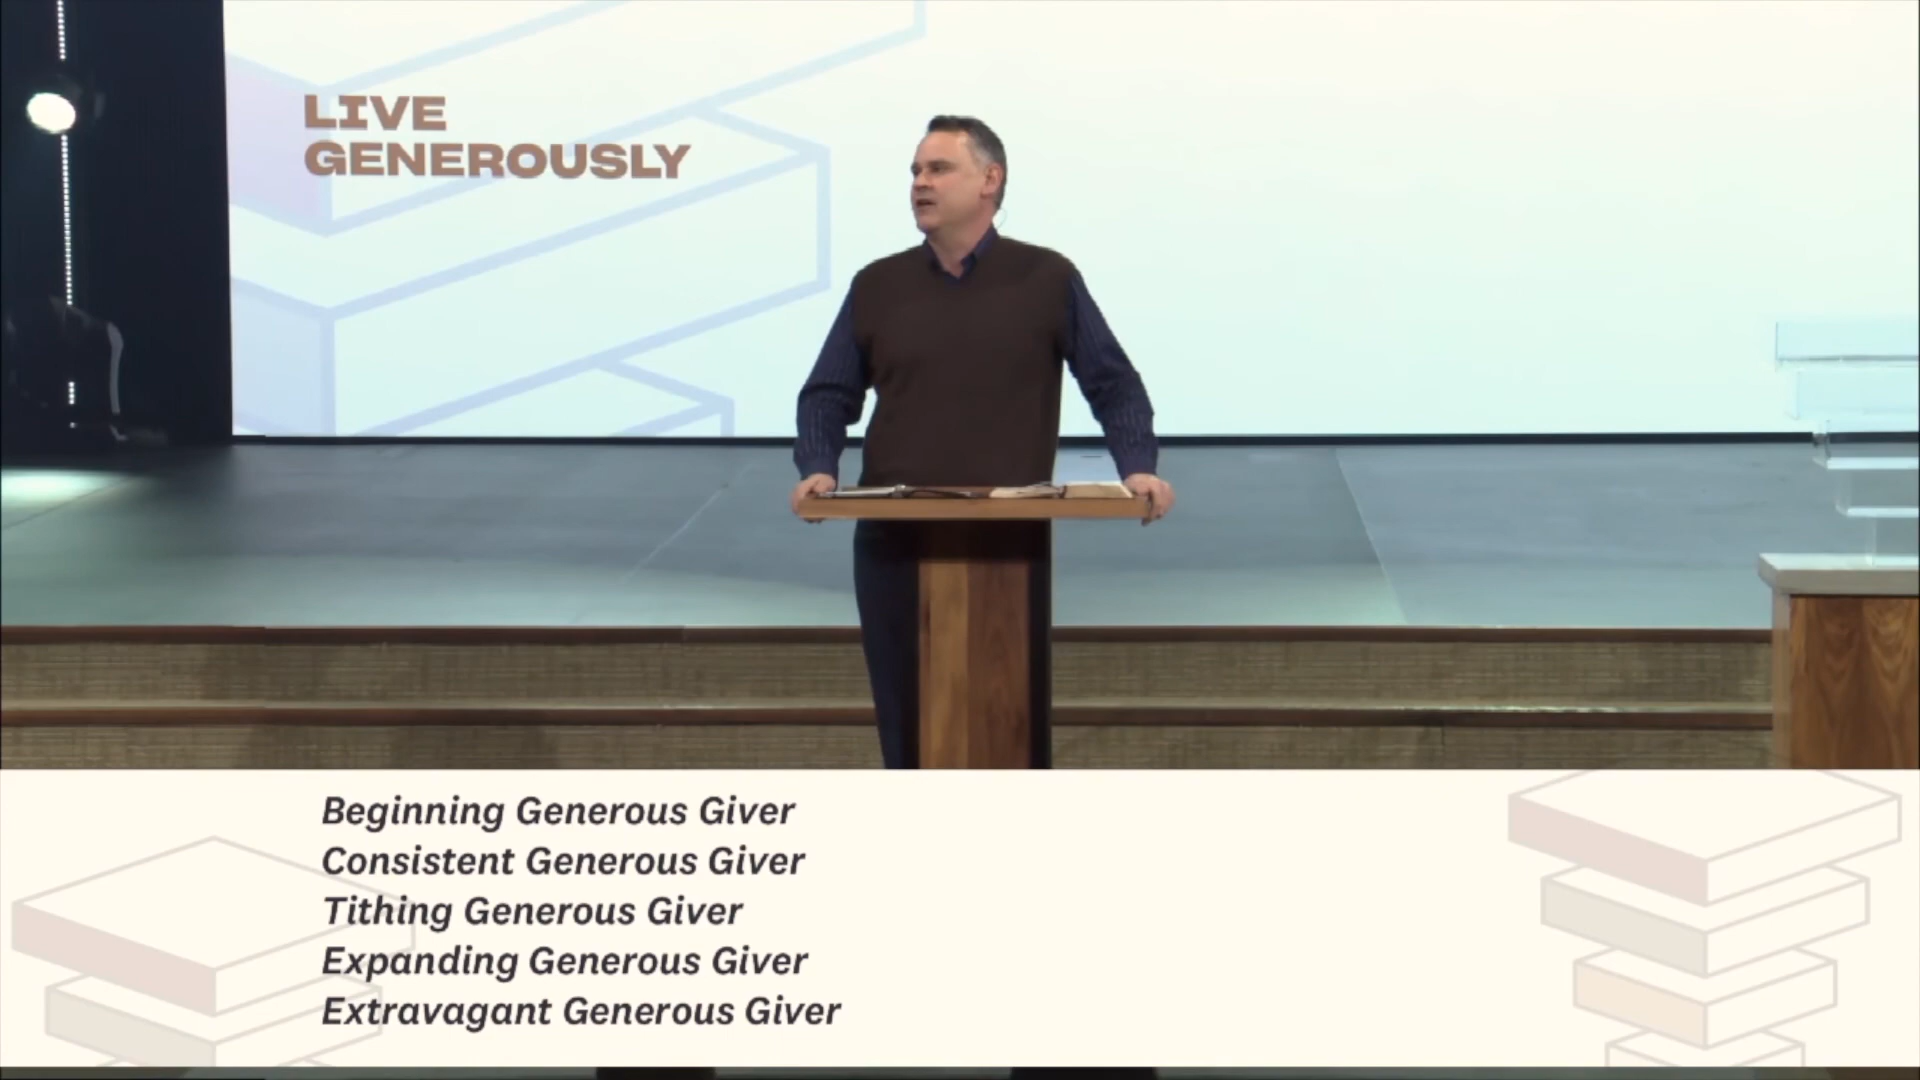 LIVE
GENEROUSLY
Beginning Generous Giver
Consistent Generous Giver
Tithing Generous Giver
Expanding Generous Giver
Extravagant Generous Giver